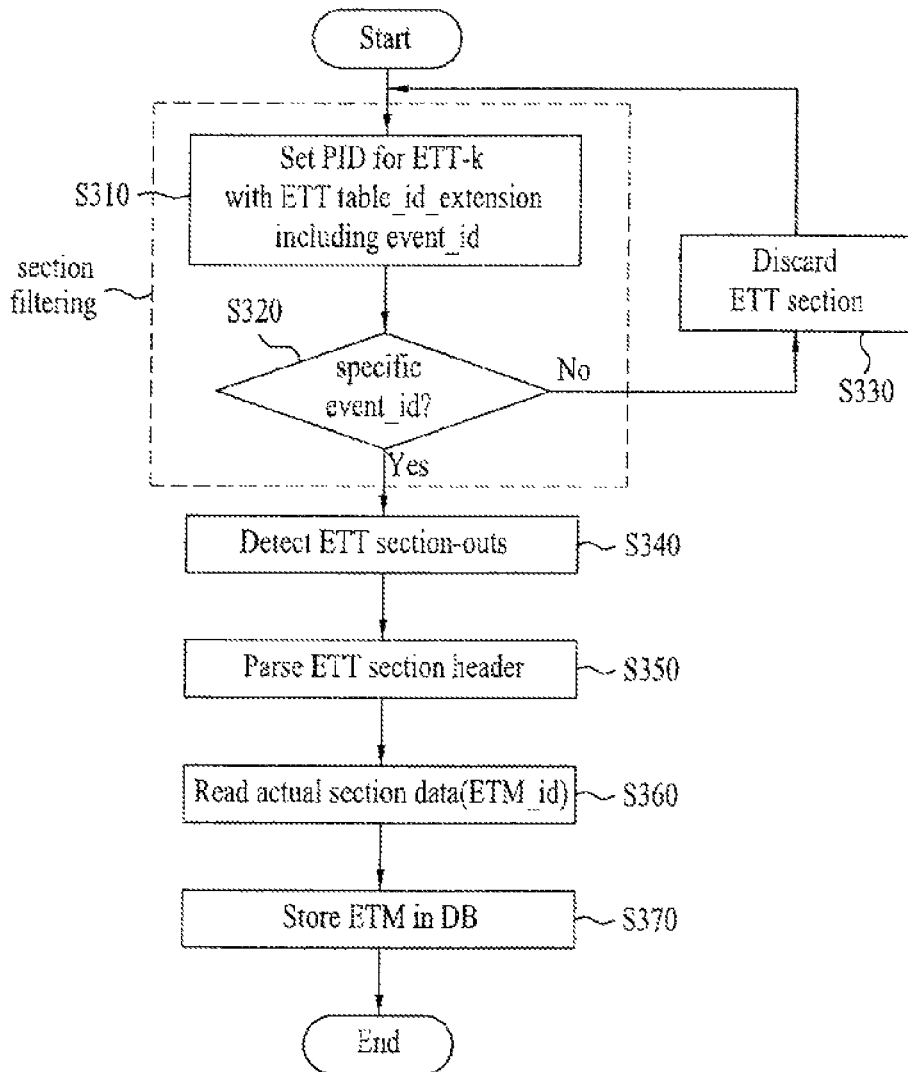 Start
Set PID for ETT-k
with ETT table_id_extension
including event_id
S310
section
filtering
Discard
ETT section
S330
S320
specific
event_id?
No
Yes
Detect ETT section-outs
S340
Parse ETT section header
S350
Read actual section data(ETM_id)
S360
Store ETM in DB
S370
End